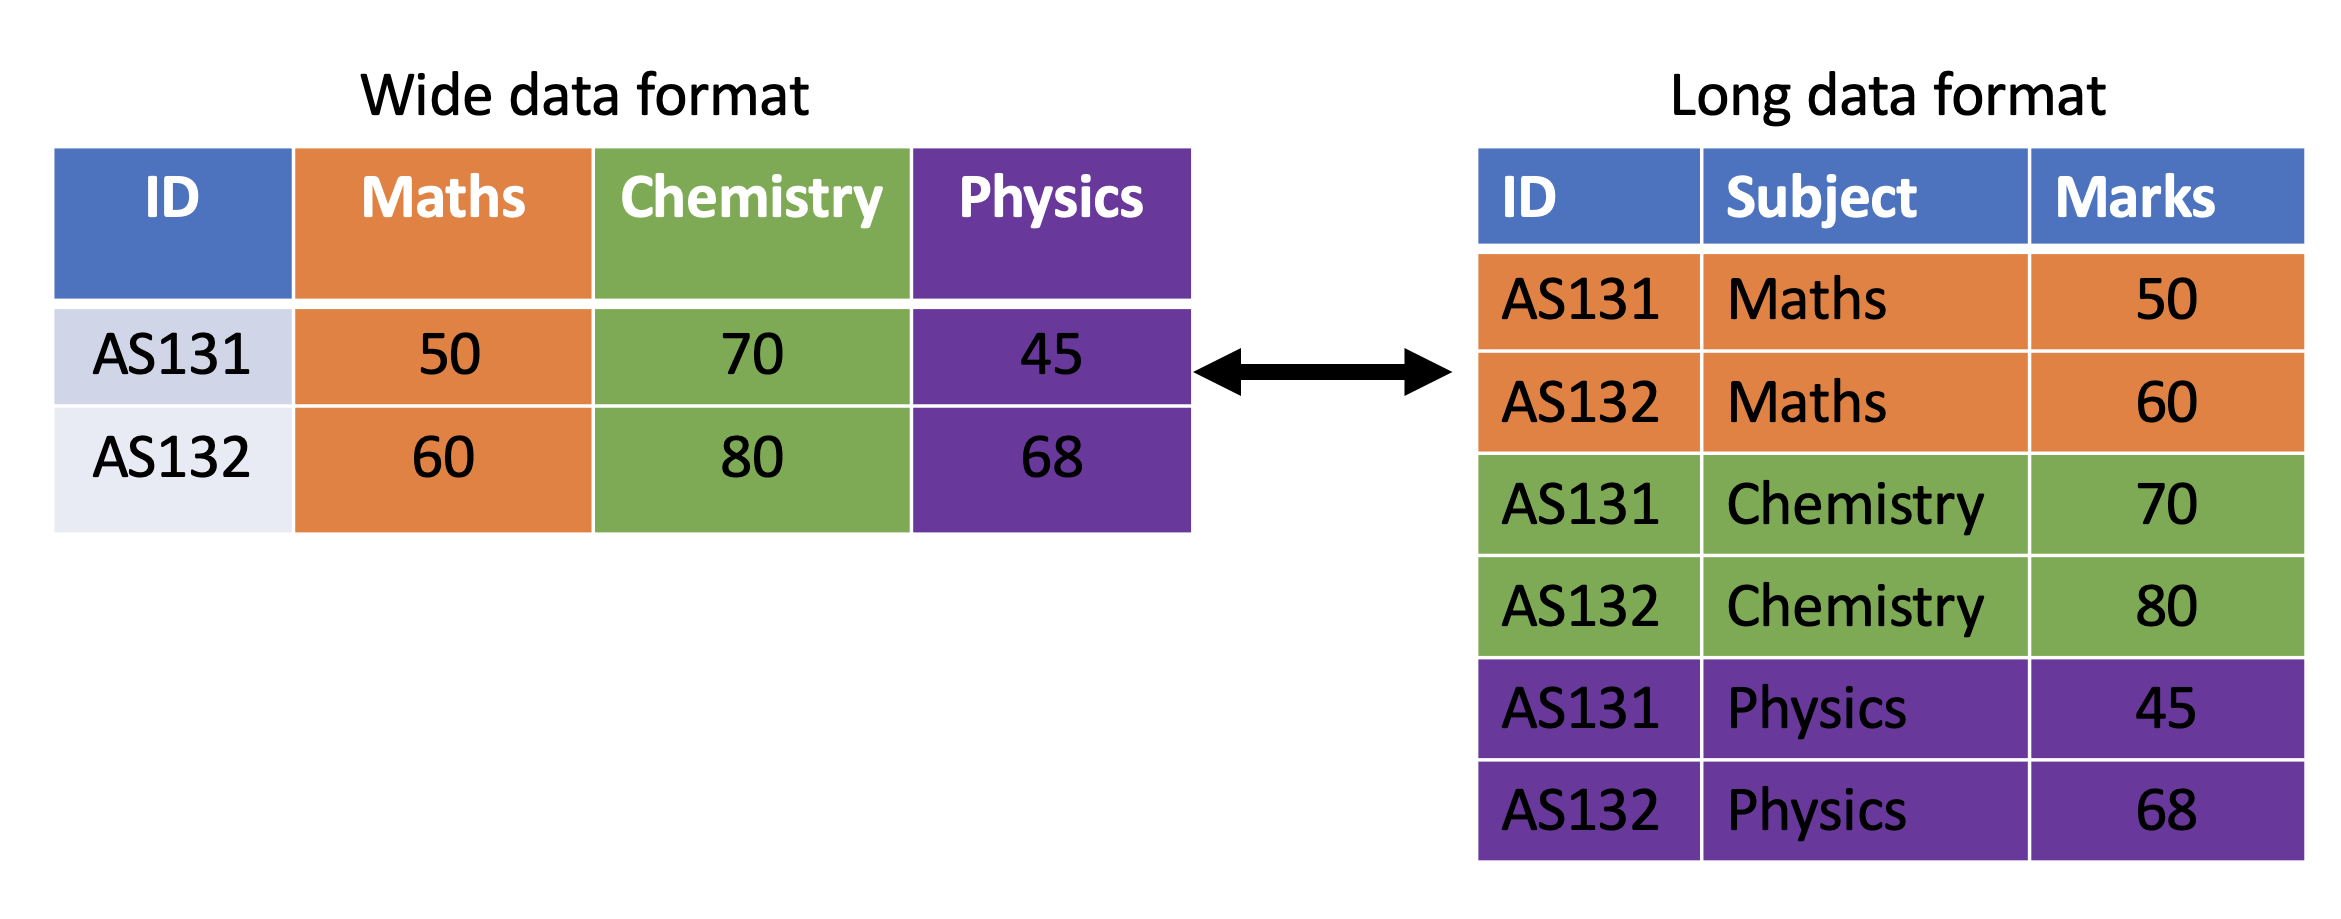 Wide data format
ID Maths Chemistry Physics
AS131 50 70 45
AS132 60 80 68
Long data format
ID Subject Marks
AS131 Maths 50
AS132 Maths 60
AS131 Chemistry 70
AS132 Chemistry 80
AS131 Physics 45
AS132 Physics 68